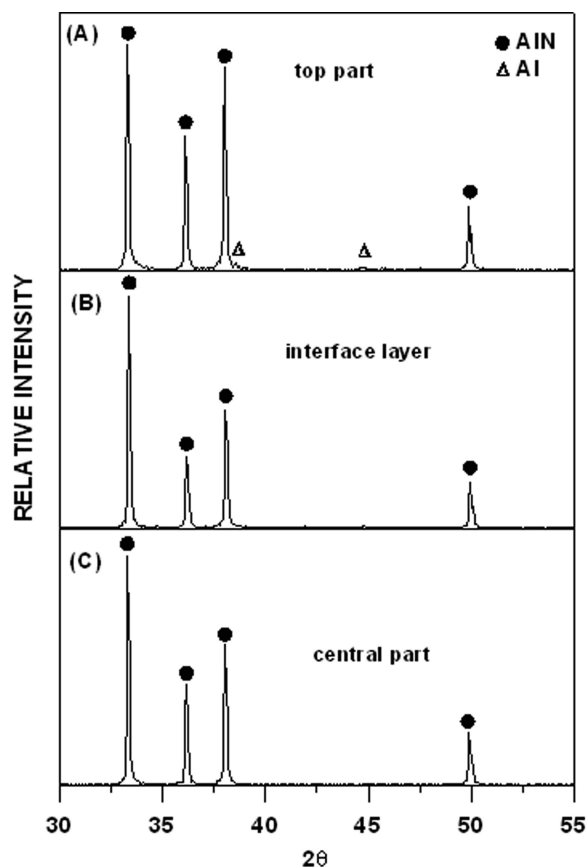 (A)
● AlN
△ Al
top part
(B)
interface layer
(C)
central part
RELATIVE INTENSITY
30 35 40 45 50 55
2θ